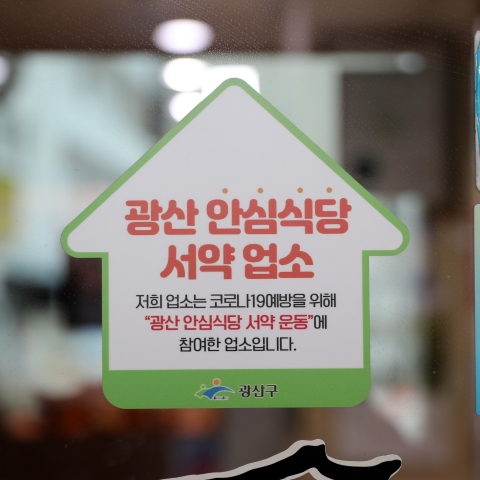 광산 안심식당
서약 업소
저희 업소는 코로나19예방을 위해
“광산 안심식당 서약 운동”에
참여한 업소입니다.
광산구